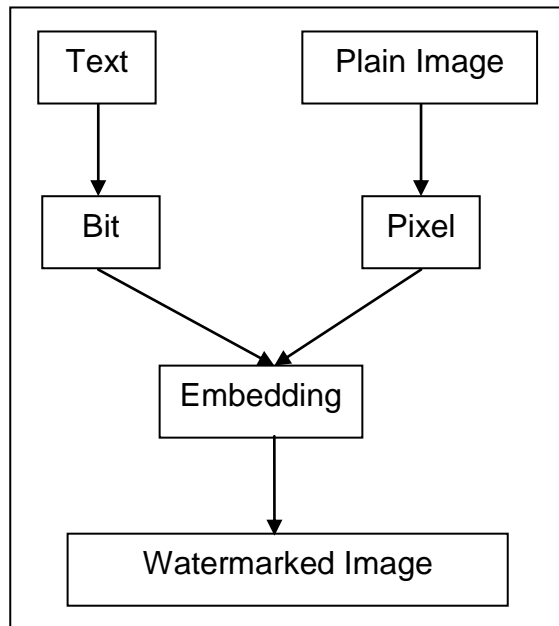 Text
Plain Image
Bit
Pixel
Embedding
Watermarked Image